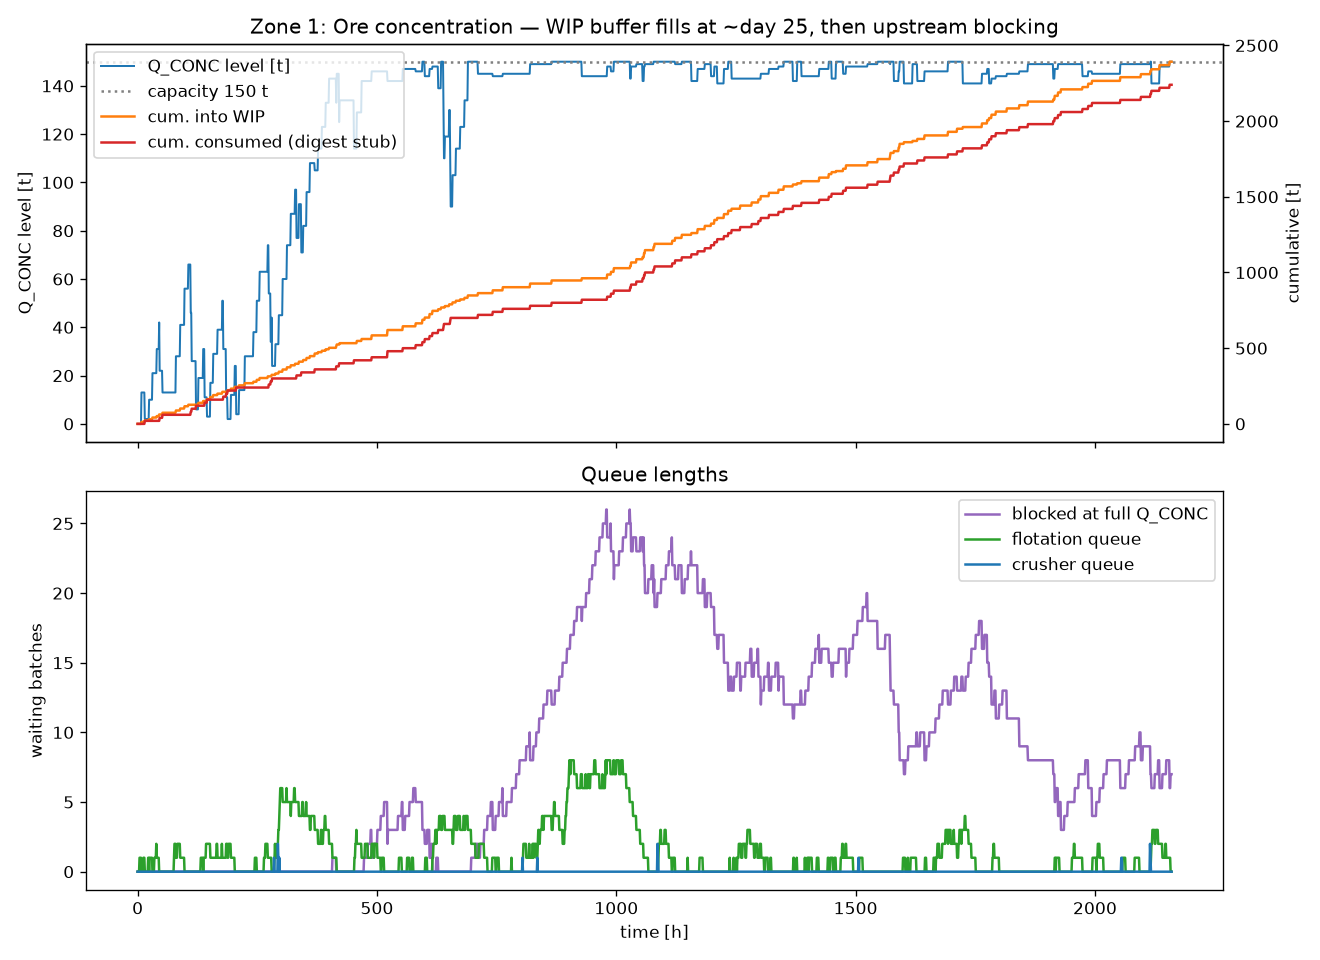 Zone 1: Ore concentration — WIP buffer fills at ~day 25, then upstream blocking
Q_CONC level [t]
capacity 150 t
cum. into WIP
cum. consumed (digest stub)
140
120
100
80
60
40
20
0
Q_CONC level [t]
2500
2000
1500
1000
500
0
cumulative [t]
Queue lengths
blocked at full Q_CONC
flotation queue
crusher queue
25
20
15
10
5
0
waiting batches
0
500
1000
1500
2000
time [h]